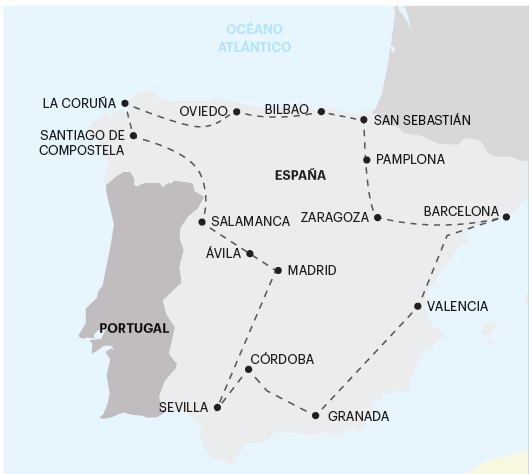 OCÉANO
ATLÁNTICO
LA CORUÑA
OVIEDO
BILBAO
SAN SEBASTIÁN
SANTIAGO DE
COMPOSTELA
PAMPLONA
ESPAÑA
SALAMANCA
ZARAGOZA
BARCELONA
ÁVILA
MADRID
VALENCIA
PORTUGAL
CÓRDOBA
SEVILLA
GRANADA